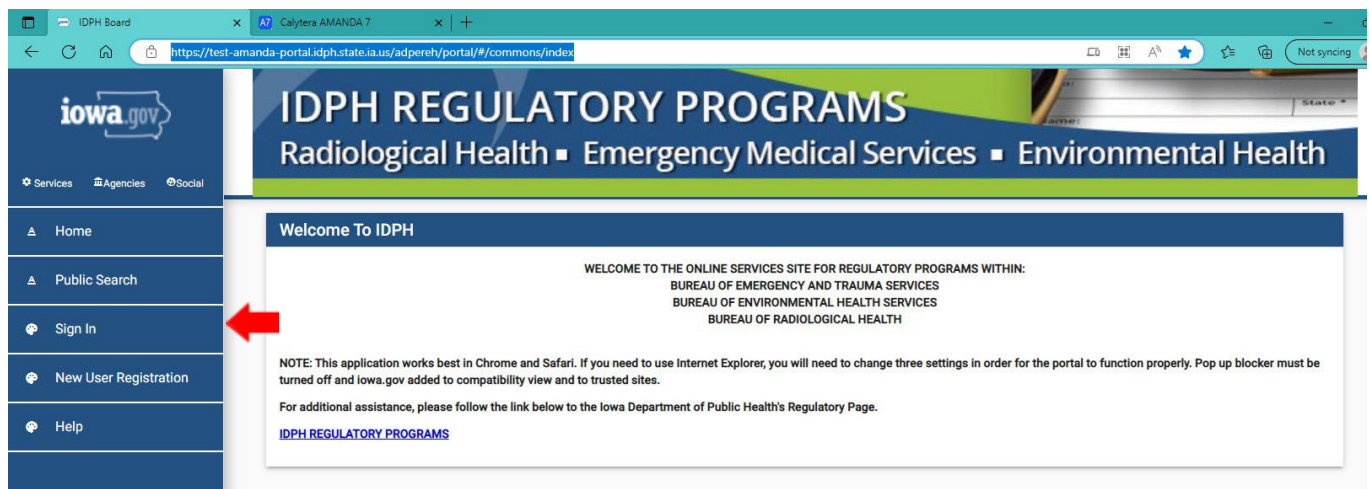 IDPH Board
A7 Calytera AMANDA 7
https://test-amanda-portal.idph.state.ia.us/adpereh/portal/#/commons/index
Not syncing
iowa.gov
Services Agencies Social
Home
Public Search
Sign In
New User Registration
Help
State *
ame:
IDPH REGULATORY PROGRAMS
Radiological Health ▪ Emergency Medical Services ▪ Environmental Health
Welcome To IDPH
WELCOME TO THE ONLINE SERVICES SITE FOR REGULATORY PROGRAMS WITHIN:
BUREAU OF EMERGENCY AND TRAUMA SERVICES
BUREAU OF ENVIRONMENTAL HEALTH SERVICES
BUREAU OF RADIOLOGICAL HEALTH
NOTE: This application works best in Chrome and Safari. If you need to use Internet Explorer, you will need to change three settings in order for the portal to function properly. Pop up blocker must be
turned off and iowa.gov added to compatibility view and to trusted sites.
For additional assistance, please follow the link below to the Iowa Department of Public Health's Regulatory Page.
IDPH REGULATORY PROGRAMS